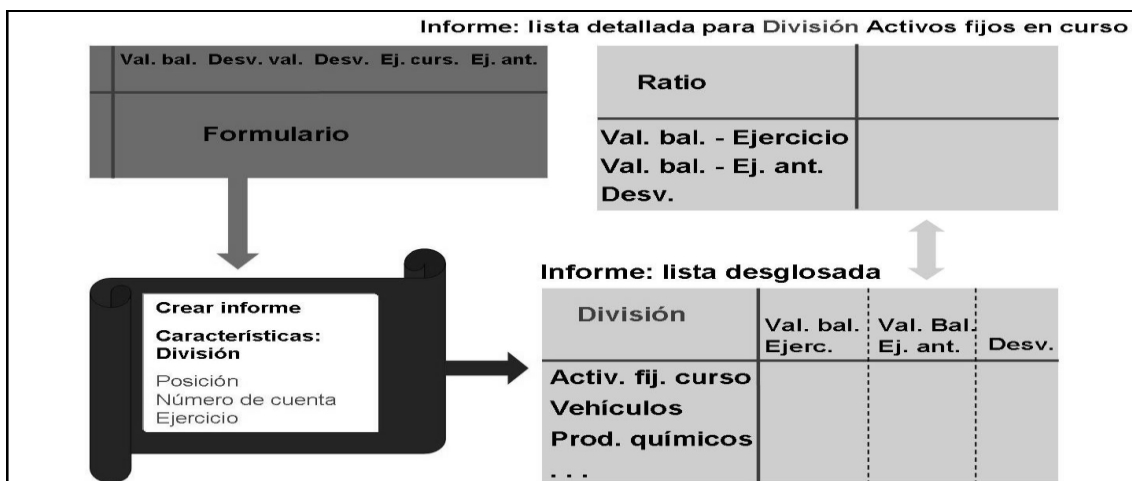 Informe: lista detallada para División Activos fijos en curso
Val. bal. Desv. val. Desv. Ej. curs. Ej. ant.
Formulario
Ratio
Val. bal. - Ejercicio
Val. bal. - Ej. ant.
Desv.
Crear informe
Características:
División
Posición
Número de cuenta
Ejercicio
Informe: lista desglosada
División
Val. bal.
Ejerc.
Val. Bal.
Ej. ant.
Desv.
Activ. fij. curso
Vehículos
Prod. químicos
. . .